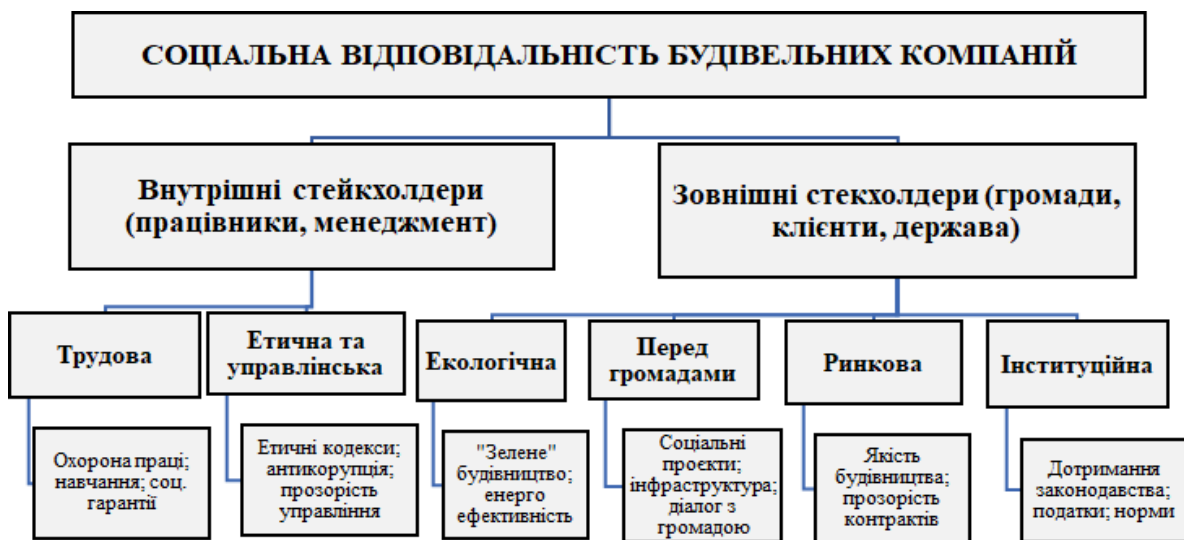 СОЦІАЛЬНА ВІДПОВІДАЛЬНІСТЬ БУДІВЕЛЬНИХ КОМПАНІЙ
Внутрішні стейкхолдери
(працівники, менеджмент)
Зовнішні стекхолдери (громади,
клієнти, держава)
Трудова
Етична та
управлінська
Екологічна
Перед
громадами
Ринкова
Інституційна
Охорона праці;
навчання; соц.
гарантії
Етичні кодекси;
антикорупція;
прозорість
управління
"Зелене"
будівництво;
енерго
ефективність
Соціальні
проєкти;
інфраструктура;
діалог з
громадою
Якість
будівництва;
прозорість
контрактів
Дотримання
законодавства;
податки; норми